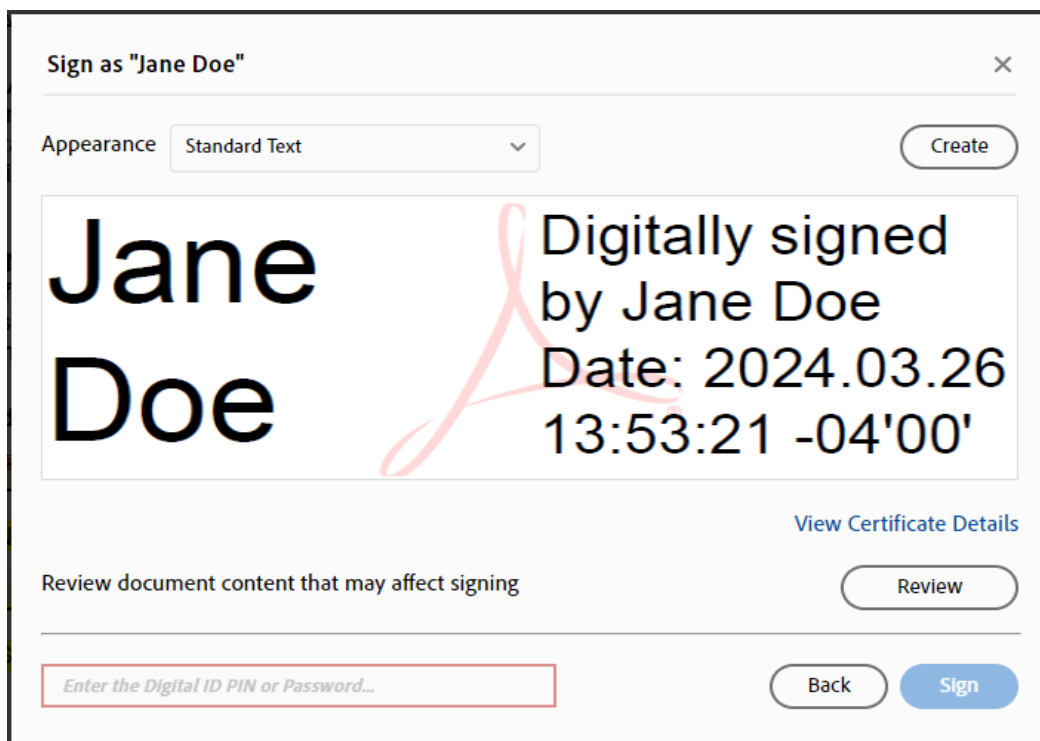 Sign as "Jane Doe"
Appearance
Standard Text
Create
Jane
Doe
Digitally signed
by Jane Doe
Date: 2024.03.26
13:53:21 -04'00'
View Certificate Details
Review document content that may affect signing
Review
Enter the Digital ID PIN or Password...
Back
Sign